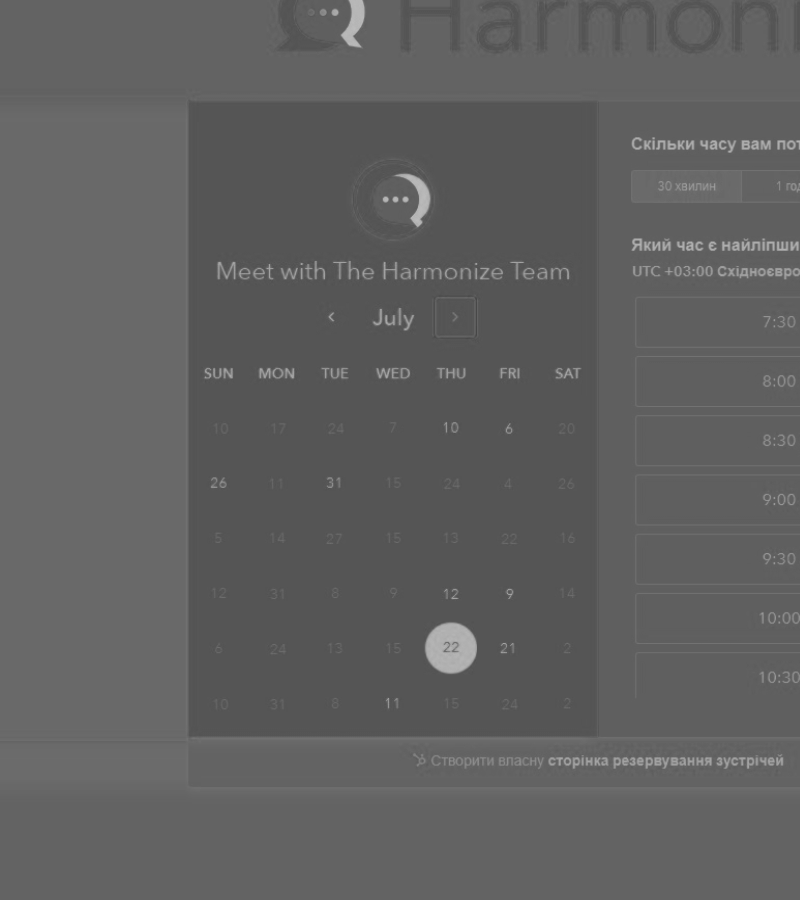 Harmoni
Meet with The Harmonize Team
July
SUN MON TUE WED THU FRI SAT
10 17 24 7 10 6 20
26 11 31 15 24 4 26
5 14 27 15 13 22 16
12 31 8 9 12 9 14
6 24 13 15 22 21 2
10 31 8 11 15 24 2
Скільки часу вам пот
30 хвилин 1 год
Який час є найліпши
UTC +03:00 Східноєвро
7:30
8:00
8:30
9:00
9:30
10:00
10:30
Створити власну сторінка резервування зустрічей